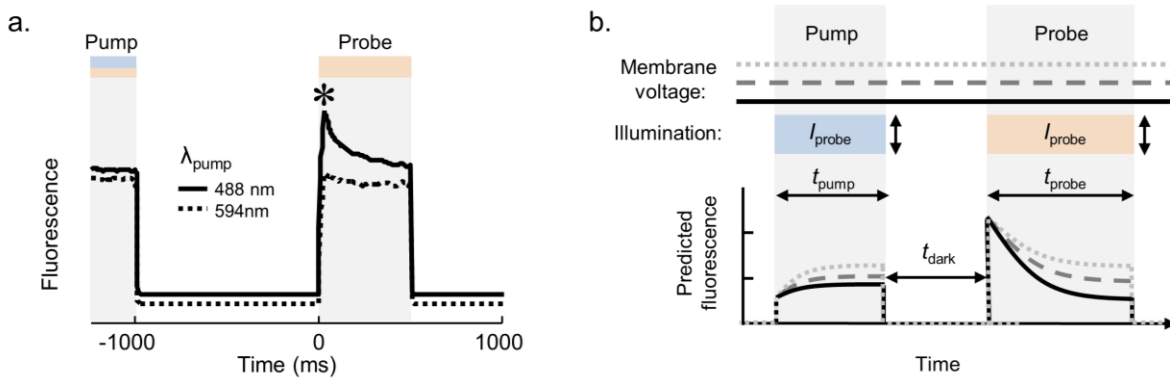 a.
Pump
Probe
*
λpump
488 nm
594nm
Fluorescence
-1000
0
1000
Time (ms)
b.
Pump
Probe
Membrane
voltage:
Illumination:
Iprobe
Iprobe
tpump
tprobe
tdark
Predicted
fluorescence
Time